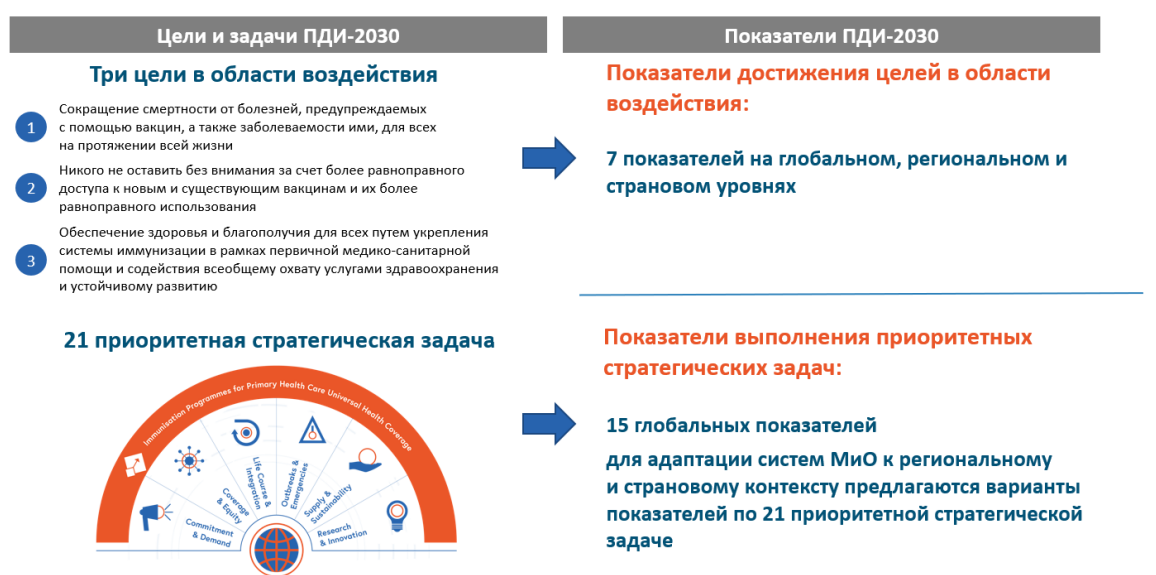 Цели и задачи ПДИ-2030
Три цели в области воздействия
1
Сокращение смертности от болезней, предупреждаемых
с помощью вакцин, а также заболеваемости ими, для всех
на протяжении всей жизни
2
Никого не оставить без внимания за счет более равноправного
доступа к новым и существующим вакцинам и их более
равноправного использования
3
Обеспечение здоровья и благополучия для всех путем укрепления
системы иммунизации в рамках первичной медико-санитарной
помощи и содействия всеобщему охвату услугами здравоохранения
и устойчивому развитию
21 приоритетная стратегическая задача
Immunisation Programmes for Primary Health Care Universal Health Coverage
Commitment
& Demand
Coverage
& Equity
Life Course &
Integration
Outbreaks &
Emergencies
Supply &
Sustainability
Research
& Innovation
Показатели ПДИ-2030
Показатели достижения целей в области
воздействия:
7 показателей на глобальном, региональном и
страновом уровнях
Показатели выполнения приоритетных
стратегических задач:
15 глобальных показателей
для адаптации систем МиО к региональному
и страновому контексту предлагаются варианты
показателей по 21 приоритетной стратегической
задаче